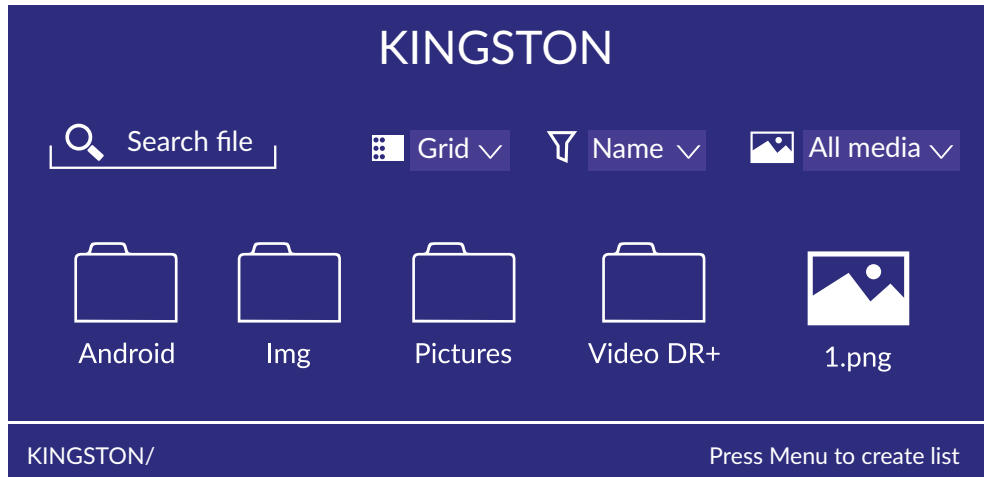 KINGSTON
Search file Grid Name All media
Android Img Pictures Video DR+ 1.png
KINGSTON/ Press Menu to create list